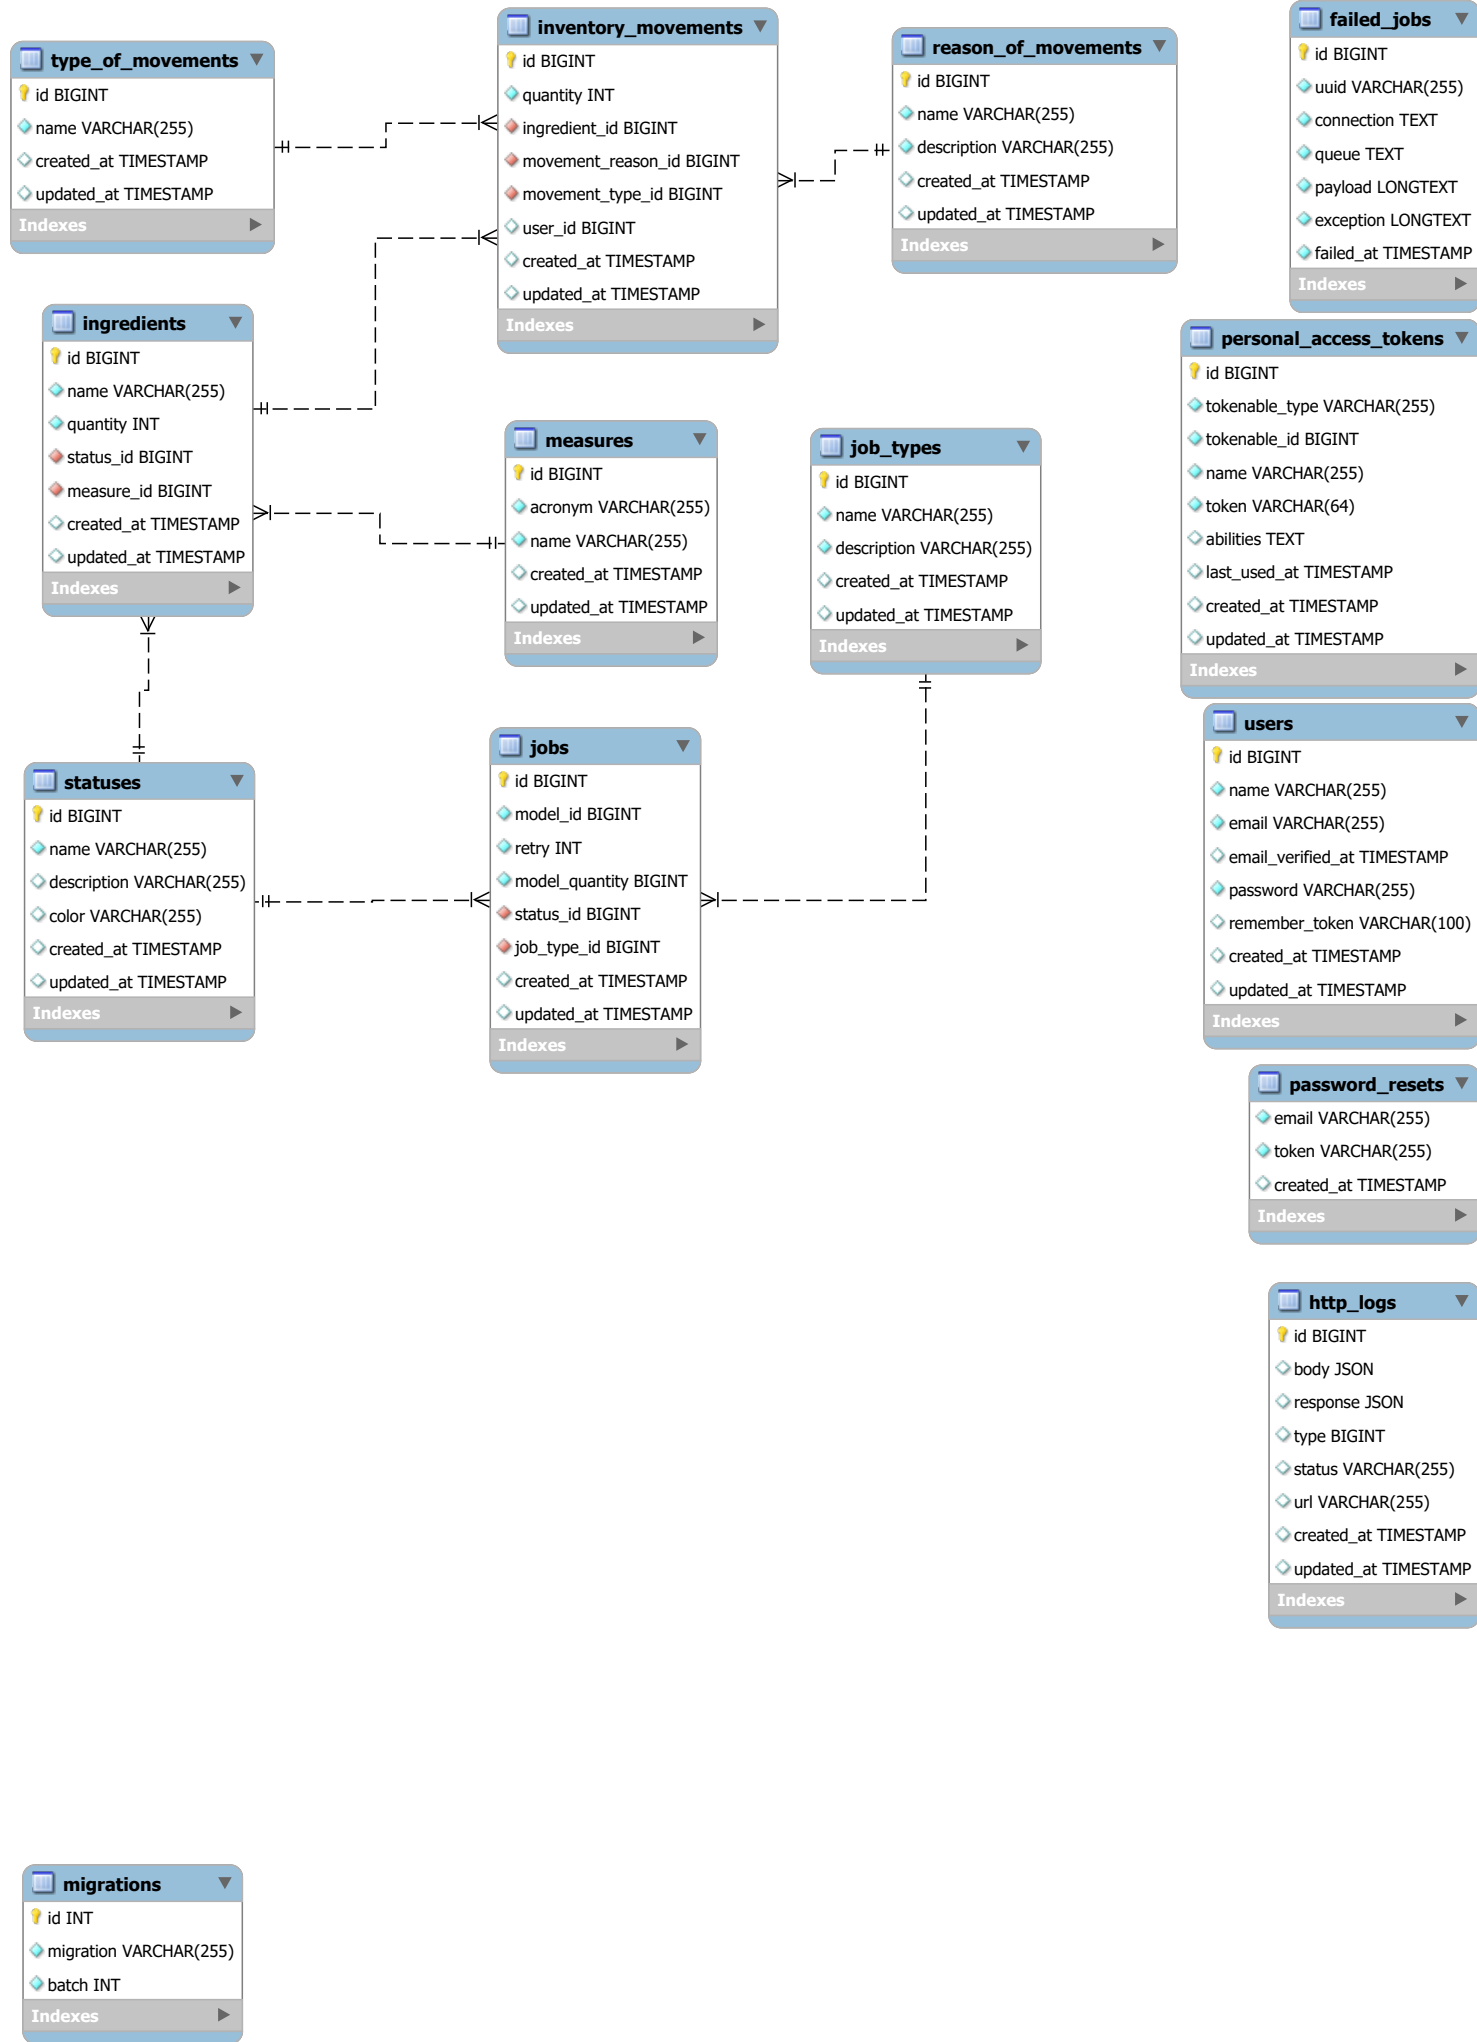 type_of_movements
id BIGINT
name VARCHAR(255)
created_at TIMESTAMP
updated_at TIMESTAMP
Indexes
inventory_movements
id BIGINT
quantity INT
ingredient_id BIGINT
movement_reason_id BIGINT
movement_type_id BIGINT
user_id BIGINT
created_at TIMESTAMP
updated_at TIMESTAMP
Indexes
reason_of_movements
id BIGINT
name VARCHAR(255)
description VARCHAR(255)
created_at TIMESTAMP
updated_at TIMESTAMP
Indexes
failed_jobs
id BIGINT
uuid VARCHAR(255)
connection TEXT
queue TEXT
payload LONGTEXT
exception LONGTEXT
failed_at TIMESTAMP
Indexes
ingredients
id BIGINT
name VARCHAR(255)
quantity INT
status_id BIGINT
measure_id BIGINT
created_at TIMESTAMP
updated_at TIMESTAMP
Indexes
measures
id BIGINT
acronym VARCHAR(255)
name VARCHAR(255)
created_at TIMESTAMP
updated_at TIMESTAMP
Indexes
job_types
id BIGINT
name VARCHAR(255)
description VARCHAR(255)
created_at TIMESTAMP
updated_at TIMESTAMP
Indexes
personal_access_tokens
id BIGINT
tokenable_type VARCHAR(255)
tokenable_id BIGINT
name VARCHAR(255)
token VARCHAR(64)
abilities TEXT
last_used_at TIMESTAMP
created_at TIMESTAMP
updated_at TIMESTAMP
Indexes
statuses
id BIGINT
name VARCHAR(255)
description VARCHAR(255)
color VARCHAR(255)
created_at TIMESTAMP
updated_at TIMESTAMP
Indexes
jobs
id BIGINT
model_id BIGINT
retry INT
model_quantity BIGINT
status_id BIGINT
job_type_id BIGINT
created_at TIMESTAMP
updated_at TIMESTAMP
Indexes
users
id BIGINT
name VARCHAR(255)
email VARCHAR(255)
email_verified_at TIMESTAMP
password VARCHAR(255)
remember_token VARCHAR(100)
created_at TIMESTAMP
updated_at TIMESTAMP
Indexes
password_resets
email VARCHAR(255)
token VARCHAR(255)
created_at TIMESTAMP
Indexes
http_logs
id BIGINT
body JSON
response JSON
type BIGINT
status VARCHAR(255)
url VARCHAR(255)
created_at TIMESTAMP
updated_at TIMESTAMP
Indexes
migrations
id INT
migration VARCHAR(255)
batch INT
Indexes